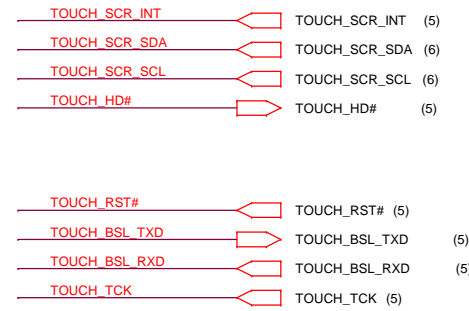 TOUCH_SCR_INT TOUCH_SCR_INT (5)
TOUCH_SCR_SDA TOUCH_SCR_SDA (6)
TOUCH_SCR_SCL TOUCH_SCR_SCL (6)
TOUCH_HD# TOUCH_HD# (5)
TOUCH_RST# TOUCH_RST# (5)
TOUCH_BSL_TXD TOUCH_BSL_TXD (5)
TOUCH_BSL_RXD TOUCH_BSL_RXD (5)
TOUCH_TCK TOUCH_TCK (5)